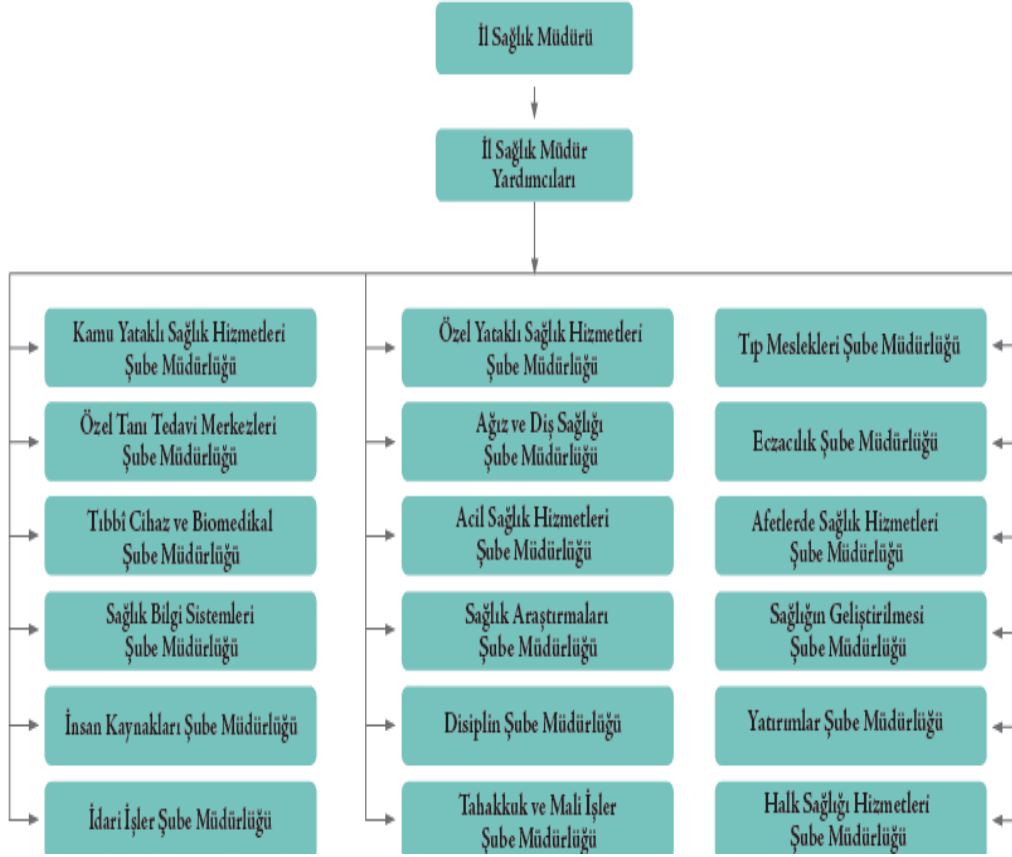 İl Sağlık Müdürü
İl Sağlık Müdür
Yardımcıları
Kamu Yataklı Sağlık Hizmetleri
Şube Müdürlüğü
Özel Tanı Tedavi Merkezleri
Şube Müdürlüğü
Tıbbî Cihaz ve Biomedikal
Şube Müdürlüğü
Sağlık Bilgi Sistemleri
Şube Müdürlüğü
İnsan Kaynakları Şube Müdürlüğü
İdari İşler Şube Müdürlüğü
Özel Yataklı Sağlık Hizmetleri
Şube Müdürlüğü
Ağız ve Diş Sağlığı
Şube Müdürlüğü
Acil Sağlık Hizmetleri
Şube Müdürlüğü
Sağlık Araştırmaları
Şube Müdürlüğü
Disiplin Şube Müdürlüğü
Tahakkuk ve Mali İşler
Şube Müdürlüğü
Tıp Meslekleri Şube Müdürlüğü
Eczacılık Şube Müdürlüğü
Afetlerde Sağlık Hizmetleri
Şube Müdürlüğü
Sağlığın Geliştirilmesi
Şube Müdürlüğü
Yatırımlar Şube Müdürlüğü
Halk Sağlığı Hizmetleri
Şube Müdürlüğü